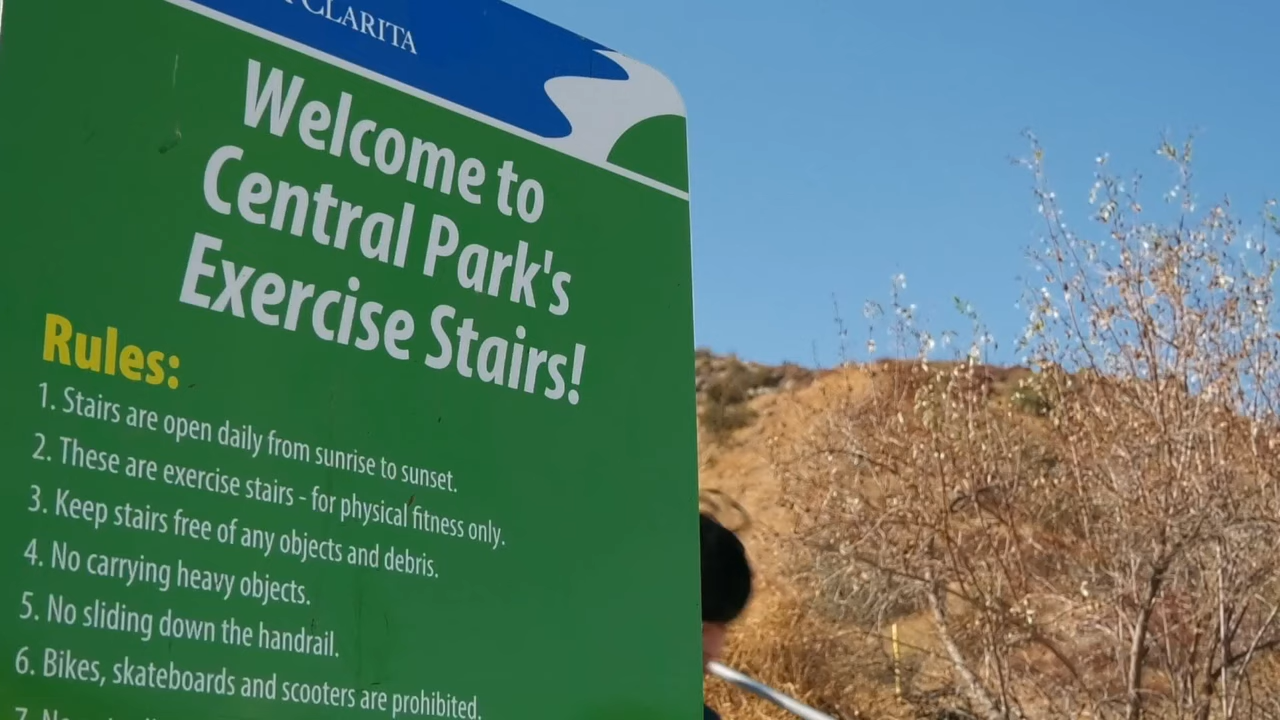 CLARITA
Welcome to
Central Park's
Exercise Stairs!
Rules:
1. Stairs are open daily from sunrise to sunset.
2. These are exercise stairs - for physical fitness only.
3. Keep stairs free of any objects and debris.
4. No carrying heavy objects.
5. No sliding down the handrail.
6. Bikes, skateboards and scooters are prohibited.
7.